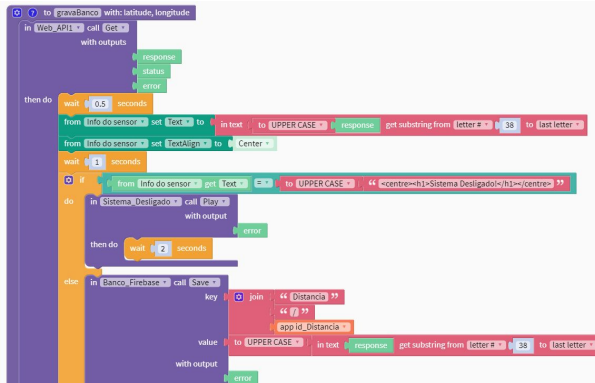 ? to gravaBanco with: latitude, longitude
in Web_API1 call Get
with outputs
response
status
error
then do wait 0.5 seconds
from Info do sensor set Text to in text to UPPER CASE response get substring from letter # 38 to last letter
from Info do sensor set TextAlign to Center
wait 1 seconds
if from Info do sensor get Text = to UPPER CASE “ <centre><h1>Sistema Desligado!</h1></centre> ”
do in Sistema_Desligado call Play
with output
error
then do wait 2 seconds
else in Banco_Firebase call Save
key join “ Distancia ”
“ / ”
app id_Distancia
value to UPPER CASE in text response get substring from letter # 38 to last letter
with output
error